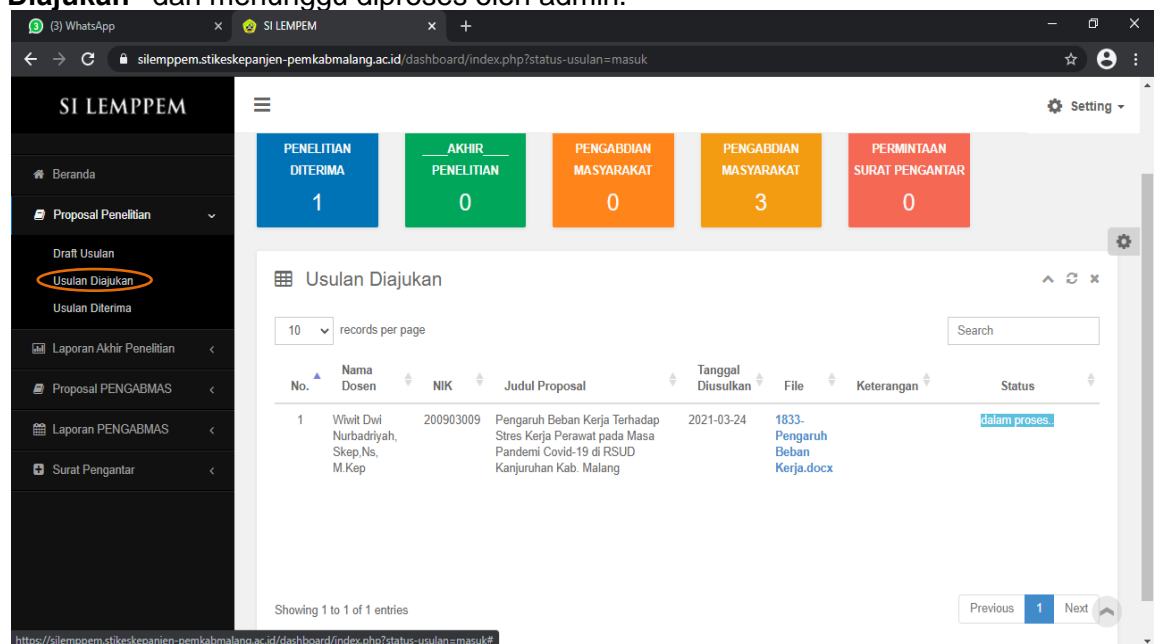 Diajukan" dan menunggu diproses oleh admin.
(3) WhatsApp
SI LEMPPEM
silemppem.stikeskepanjen-pemkabmalang.ac.id/dashboard/index.php?status-usulan=masuk
SI LEMPPEM
Setting
Beranda
Proposal Penelitian
Draft Usulan
Usulan Diajukan
Usulan Diterima
Laporan Akhir Penelitian
Proposal PENGABMAS
Laporan PENGABMAS
Surat Pengantar
PENELITIAN
DITERIMA
1
___AKHIR___
PENELITIAN
0
PENGABDIAN
MASYARAKAT
0
PENGABDIAN
MASYARAKAT
3
PERMINTAAN
SURAT PENGANTAR
0
Usulan Diajukan
10 records per page
Search
No. Nama Dosen NIK Judul Proposal Tanggal Diusulkan File Keterangan Status
1
Wiwit Dwi
Nurbadriyah,
Skep,Ns,
M.Kep
200903009
Pengaruh Beban Kerja Terhadap
Stres Kerja Perawat pada Masa
Pandemi Covid-19 di RSUD
Kanjuruhan Kab. Malang
2021-03-24
1833-
Pengaruh
Beban
Kerja.docx
dalam proses..
Showing 1 to 1 of 1 entries
Previous 1 Next
https://silemppem.stikeskepanjen-pemkabmalang.ac.id/dashboard/index.php?status-usulan=masuk#